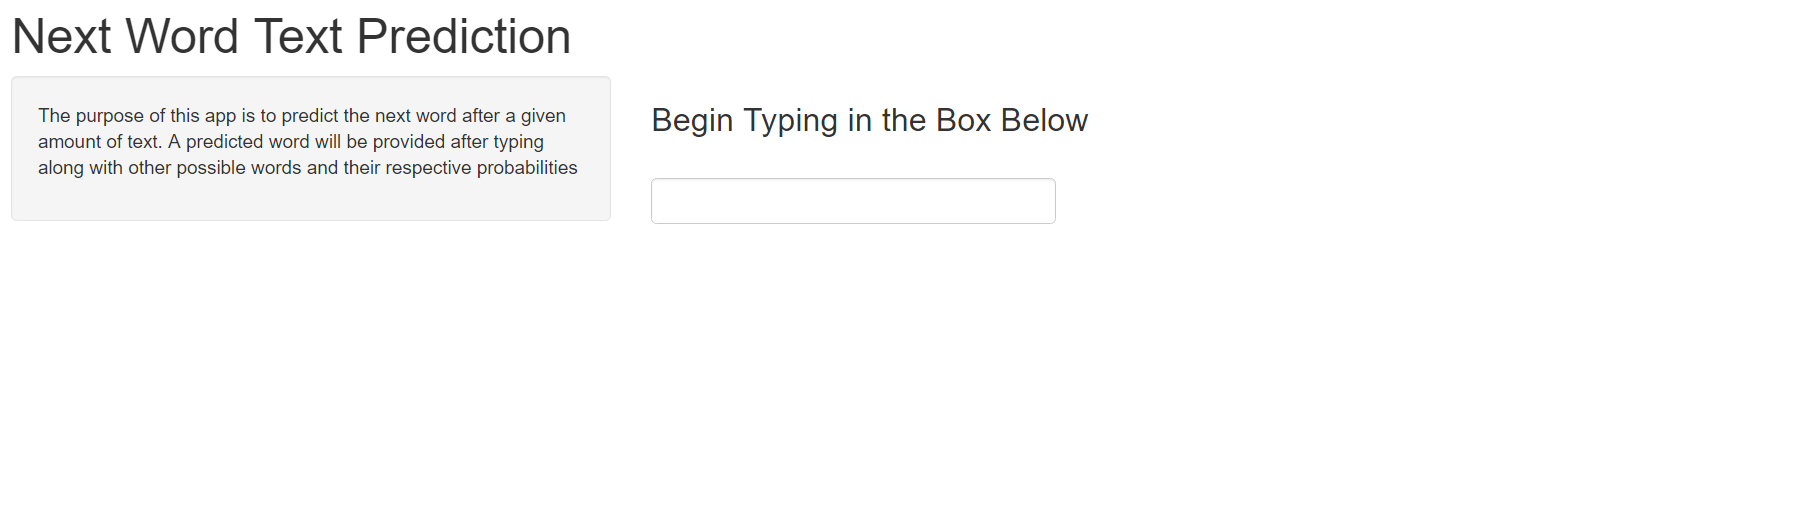 Next Word Text Prediction
The purpose of this app is to predict the next word after a given
amount of text. A predicted word will be provided after typing
along with other possible words and their respective probabilities
Begin Typing in the Box Below